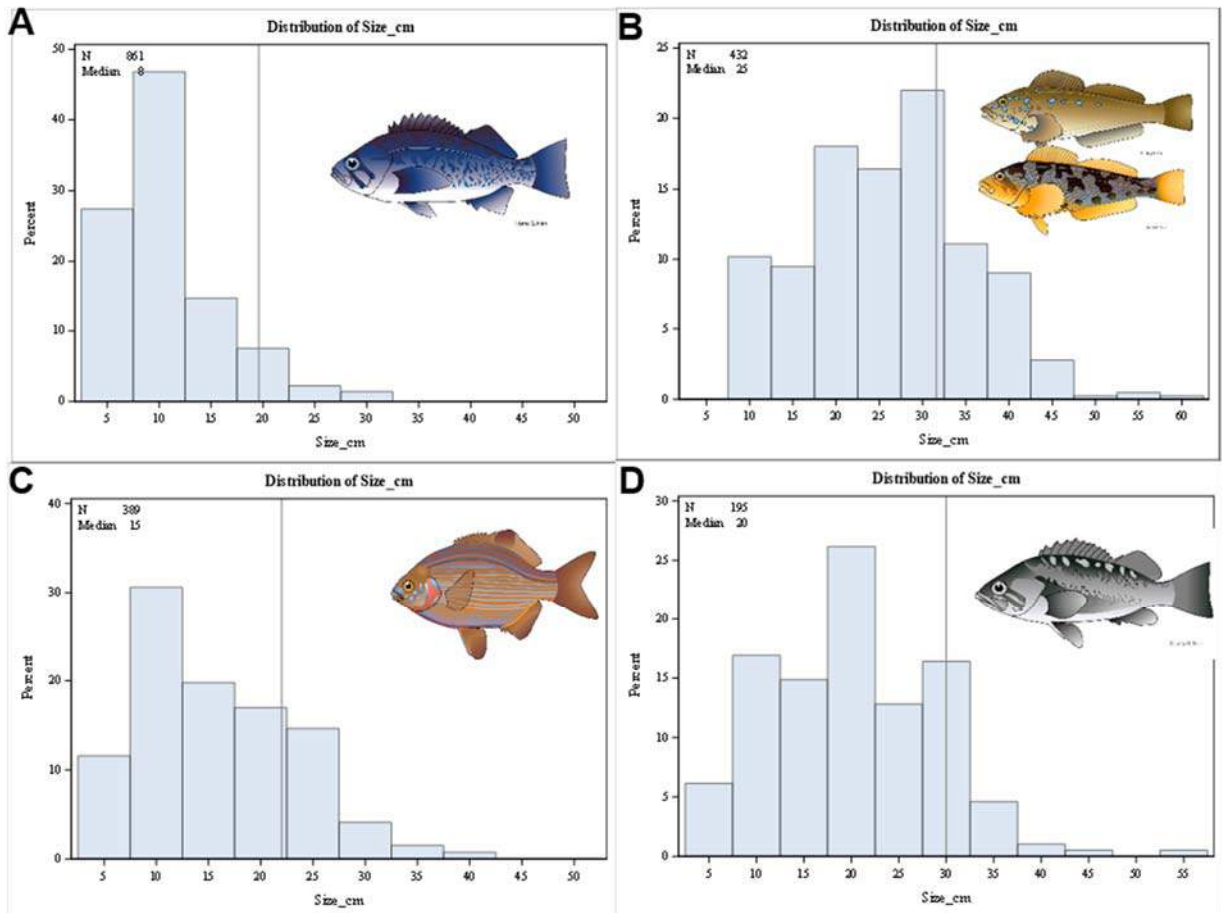 A
Distribution of Size_cm
N 861
Median 8
50
40
30
20
10
0
Percent
5 10 15 20 25 30 35 40 45 50
Size_cm
B
Distribution of Size_cm
N 432
Median 25
25
20
15
10
5
0
Percent
5 10 15 20 25 30 35 40 45 50 55 60
Size_cm
C
Distribution of Size_cm
N 389
Median 15
40
30
20
10
0
Percent
5 10 15 20 25 30 35 40 45 50
Size_cm
D
Distribution of Size_cm
N 195
Median 20
30
25
20
15
10
5
0
Percent
5 10 15 20 25 30 35 40 45 50 55
Size_cm